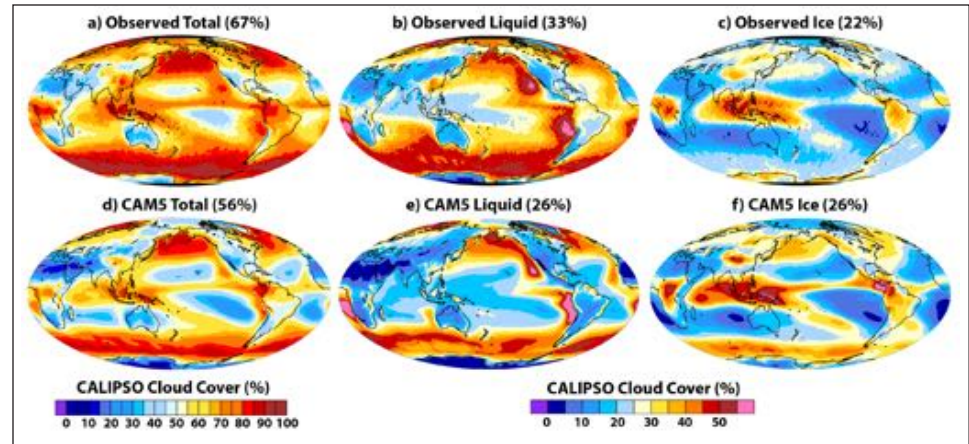 a) Observed Total (67%)
b) Observed Liquid (33%)
c) Observed Ice (22%)
d) CAM5 Total (56%)
e) CAM5 Liquid (26%)
f) CAM5 Ice (26%)
CALIPSO Cloud Cover (%)
0 10 20 30 40 50 60 70 80 90 100
CALIPSO Cloud Cover (%)
0 10 20 30 40 50